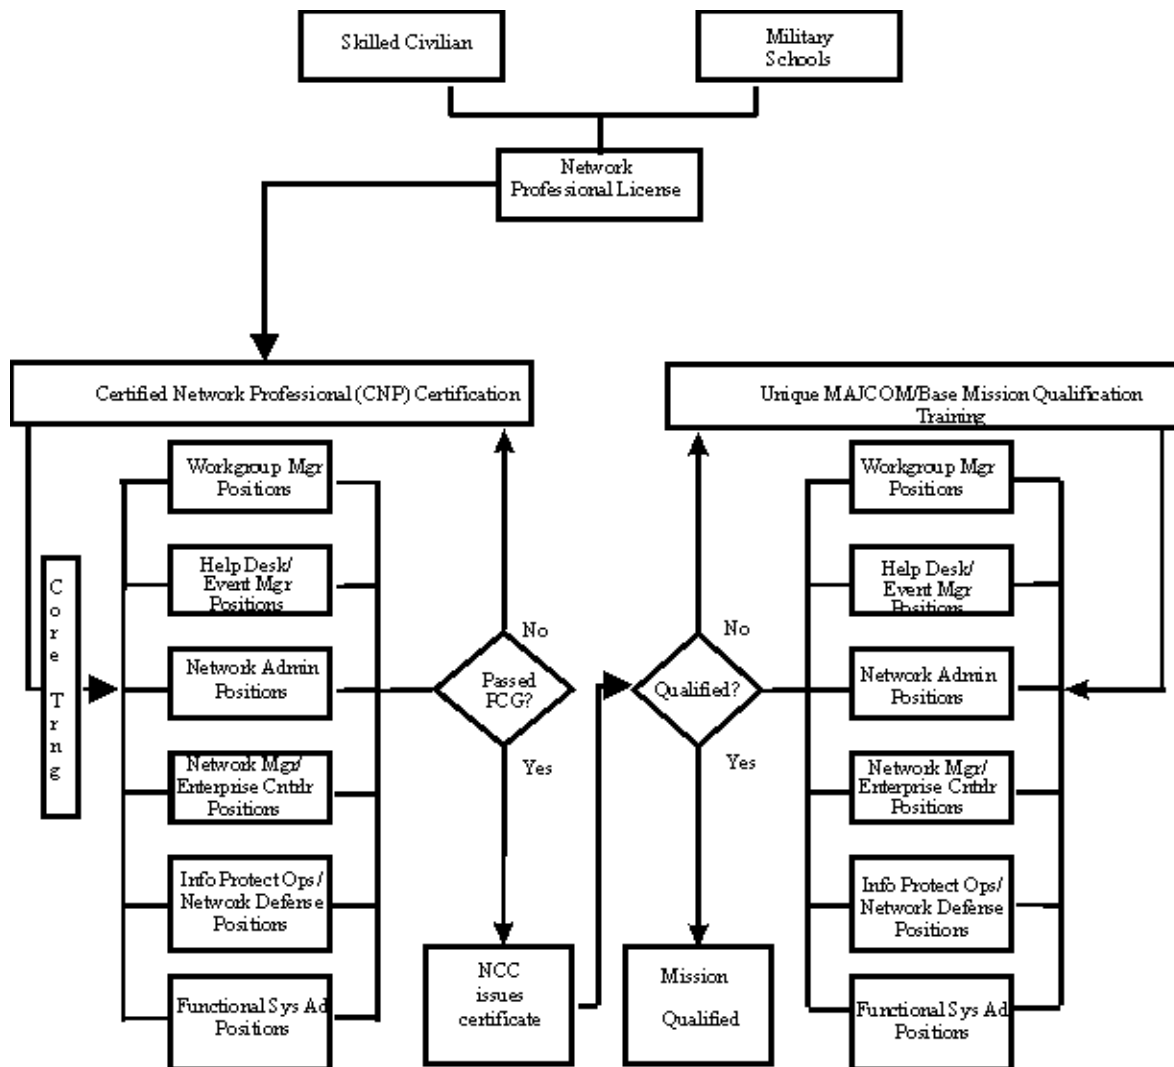 Skilled Civilian
Military
Schools
Network
Professional License
Certified Network Professional (CNP) Certification
Unique MAJCOM/Base Mission Qualification
Training
C
o
r
e
T
r
n
g
Workgroup Mgr
Positions
Help Desk/
Event Mgr
Positions
Network Admin
Positions
Network Mgr/
Enterprise Cntrlr
Positions
Info Protect Ops/
Network Defense
Positions
Functional Sys Ad
Positions
No
Passed
FCG?
Yes
NCC
issues
certificate
No
Qualified?
Yes
Mission
Qualified
Workgroup Mgr
Positions
Help Desk/
Event Mgr
Positions
Network Admin
Positions
Network Mgr/
Enterprise Cntrlr
Positions
Info Protect Ops/
Network Defense
Positions
Functional Sys Ad
Positions